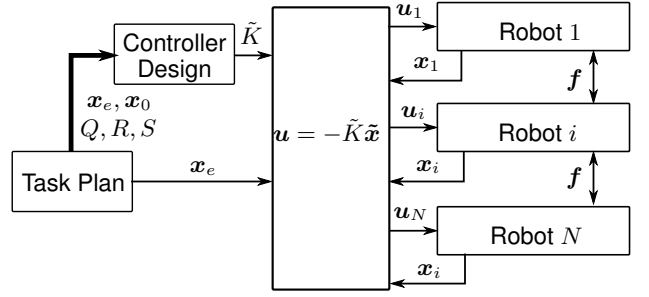 Controller
Design
K̃
x_e, x_0
Q, R, S
Task Plan
x_e
u = −K̃x̃
u_1
x_1
Robot 1
f
u_i
x_i
Robot i
f
u_N
x_i
Robot N